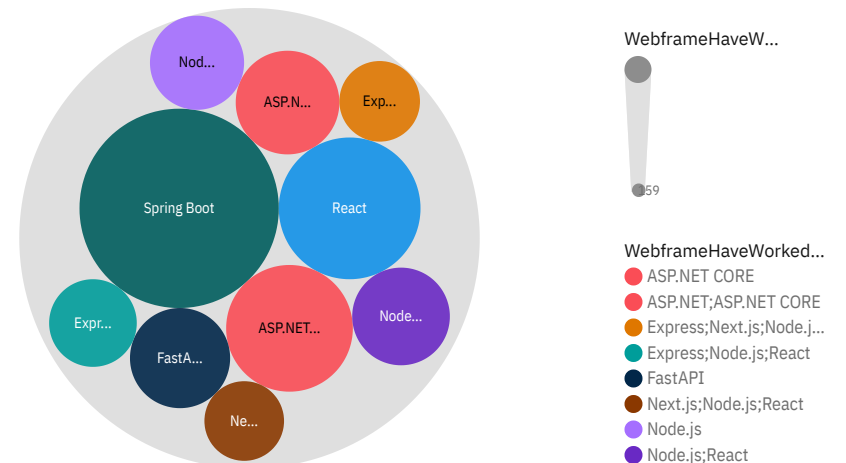 Nod...
ASP.N...
Exp...
Spring Boot
React
Expr...
ASP.NET...
Node...
FastA...
Ne...
WebframeHaveW...
159
WebframeHaveWorked...
ASP.NET CORE
ASP.NET;ASP.NET CORE
Express;Next.js;Node.j...
Express;Node.js;React
FastAPI
Next.js;Node.js;React
Node.js
Node.js;React